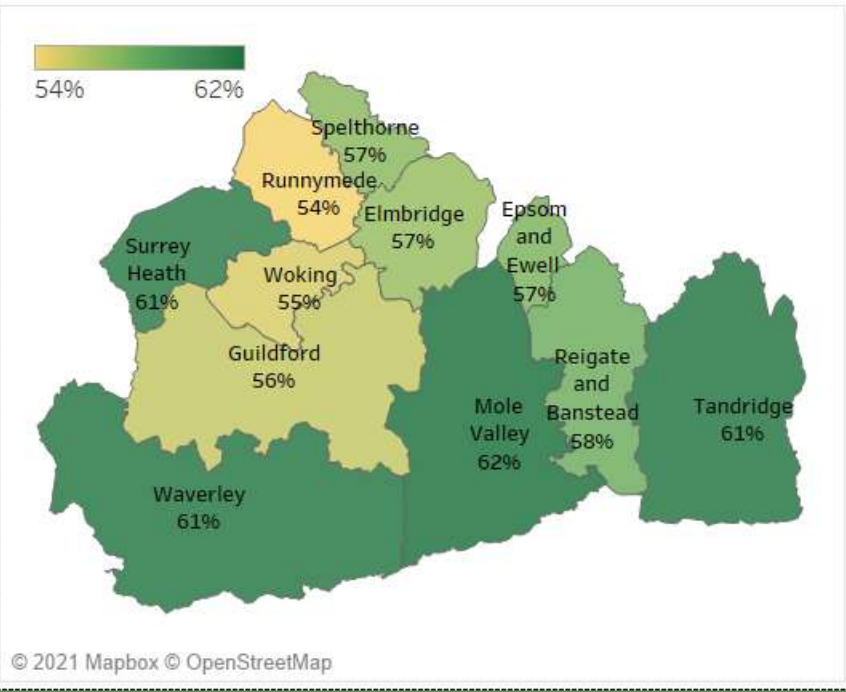 54%
62%
Spelthorne
57%
Runnymede
54%
Elmbridge
57%
Epsom
and
Ewell
57%
Surrey
Heath
61%
Woking
55%
Guildford
56%
Reigate
and
Banstead
58%
Mole
Valley
62%
Tandridge
61%
Waverley
61%
© 2021 Mapbox © OpenStreetMap